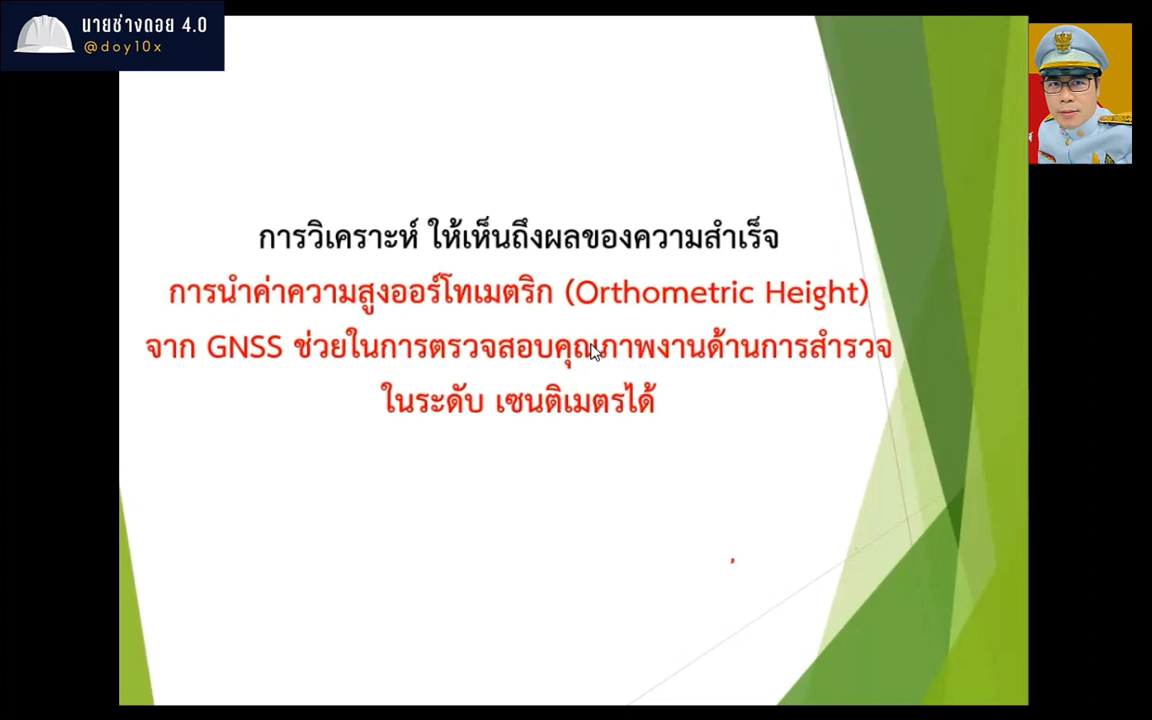 นายช่างดอย 4.0
@doy10x
การวิเคราะห์ ให้เห็นถึงผลของความสำเร็จ
การนำค่าความสูงออร์โทเมตริก (Orthometric Height)
จาก GNSS ช่วยในการตรวจสอบคุณภาพงานด้านการสำรวจ
ในระดับ เซนติเมตรได้